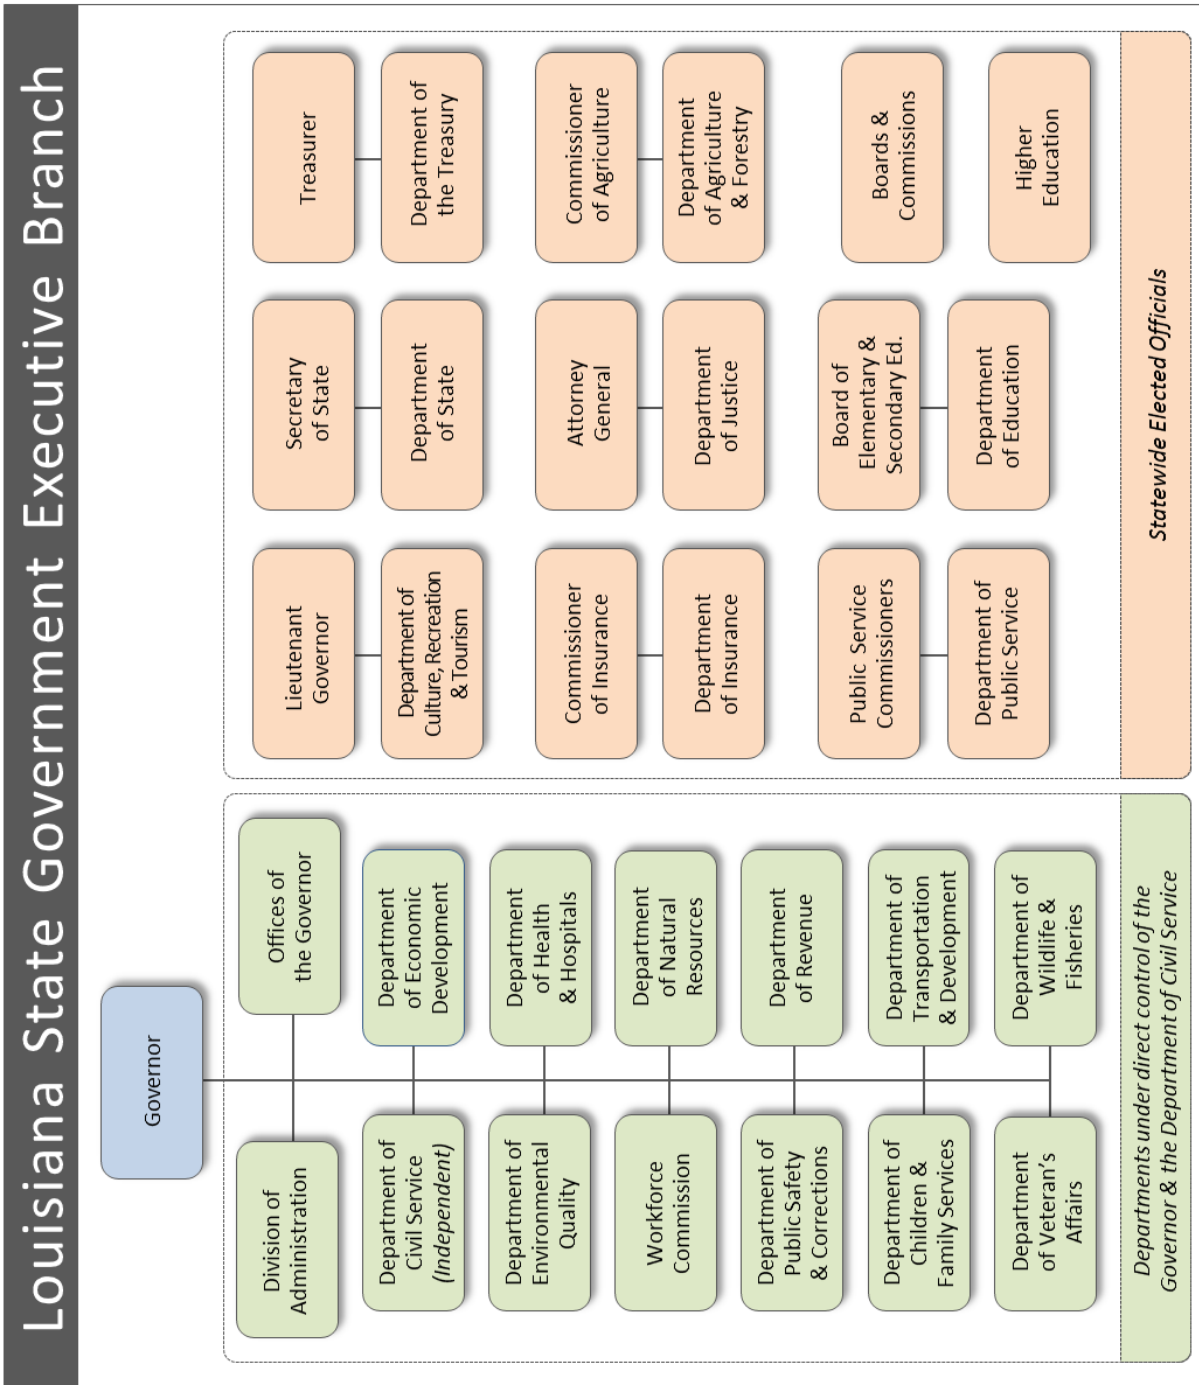 Louisiana State Government Executive Branch
Governor
Division of
Administration
Offices of
the Governor
Department of
Civil Service
(Independent)
Department
of Economic
Development
Department of
Environmental
Quality
Department
of Health
& Hospitals
Workforce
Commission
Department
of Natural
Resources
Department of
Public Safety
& Corrections
Department
of Revenue
Department of
Children &
Family Services
Department of
Transportation
& Development
Department
of Veteran's
Affairs
Department of
Wildlife &
Fisheries
Departments under direct control of the
Governor & the Department of Civil Service
Lieutenant
Governor
Department of
Culture, Recreation
& Tourism
Secretary
of State
Department
of State
Treasurer
Department of
the Treasury
Commissioner
of Insurance
Department
of Insurance
Attorney
General
Department
of Justice
Commissioner
of Agriculture
Department
of Agriculture
& Forestry
Public Service
Commissioners
Department of
Public Service
Board of
Elementary &
Secondary Ed.
Department
of Education
Boards &
Commissions
Higher
Education
Statewide Elected Officials